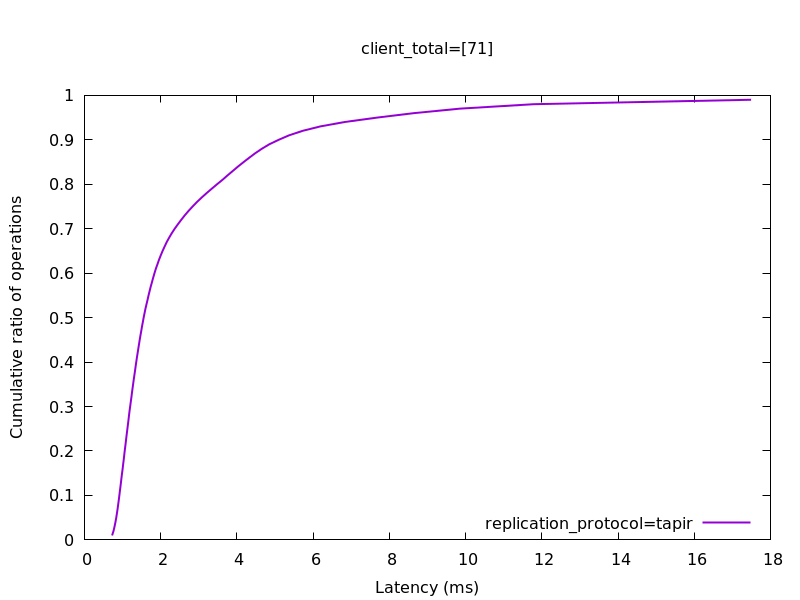 client_total=[71]
1
0.9
0.8
0.7
0.6
0.5
0.4
0.3
0.2
0.1
0
Cumulative ratio of operations
replication_protocol=tapir
0 2 4 6 8 10 12 14 16 18
Latency (ms)